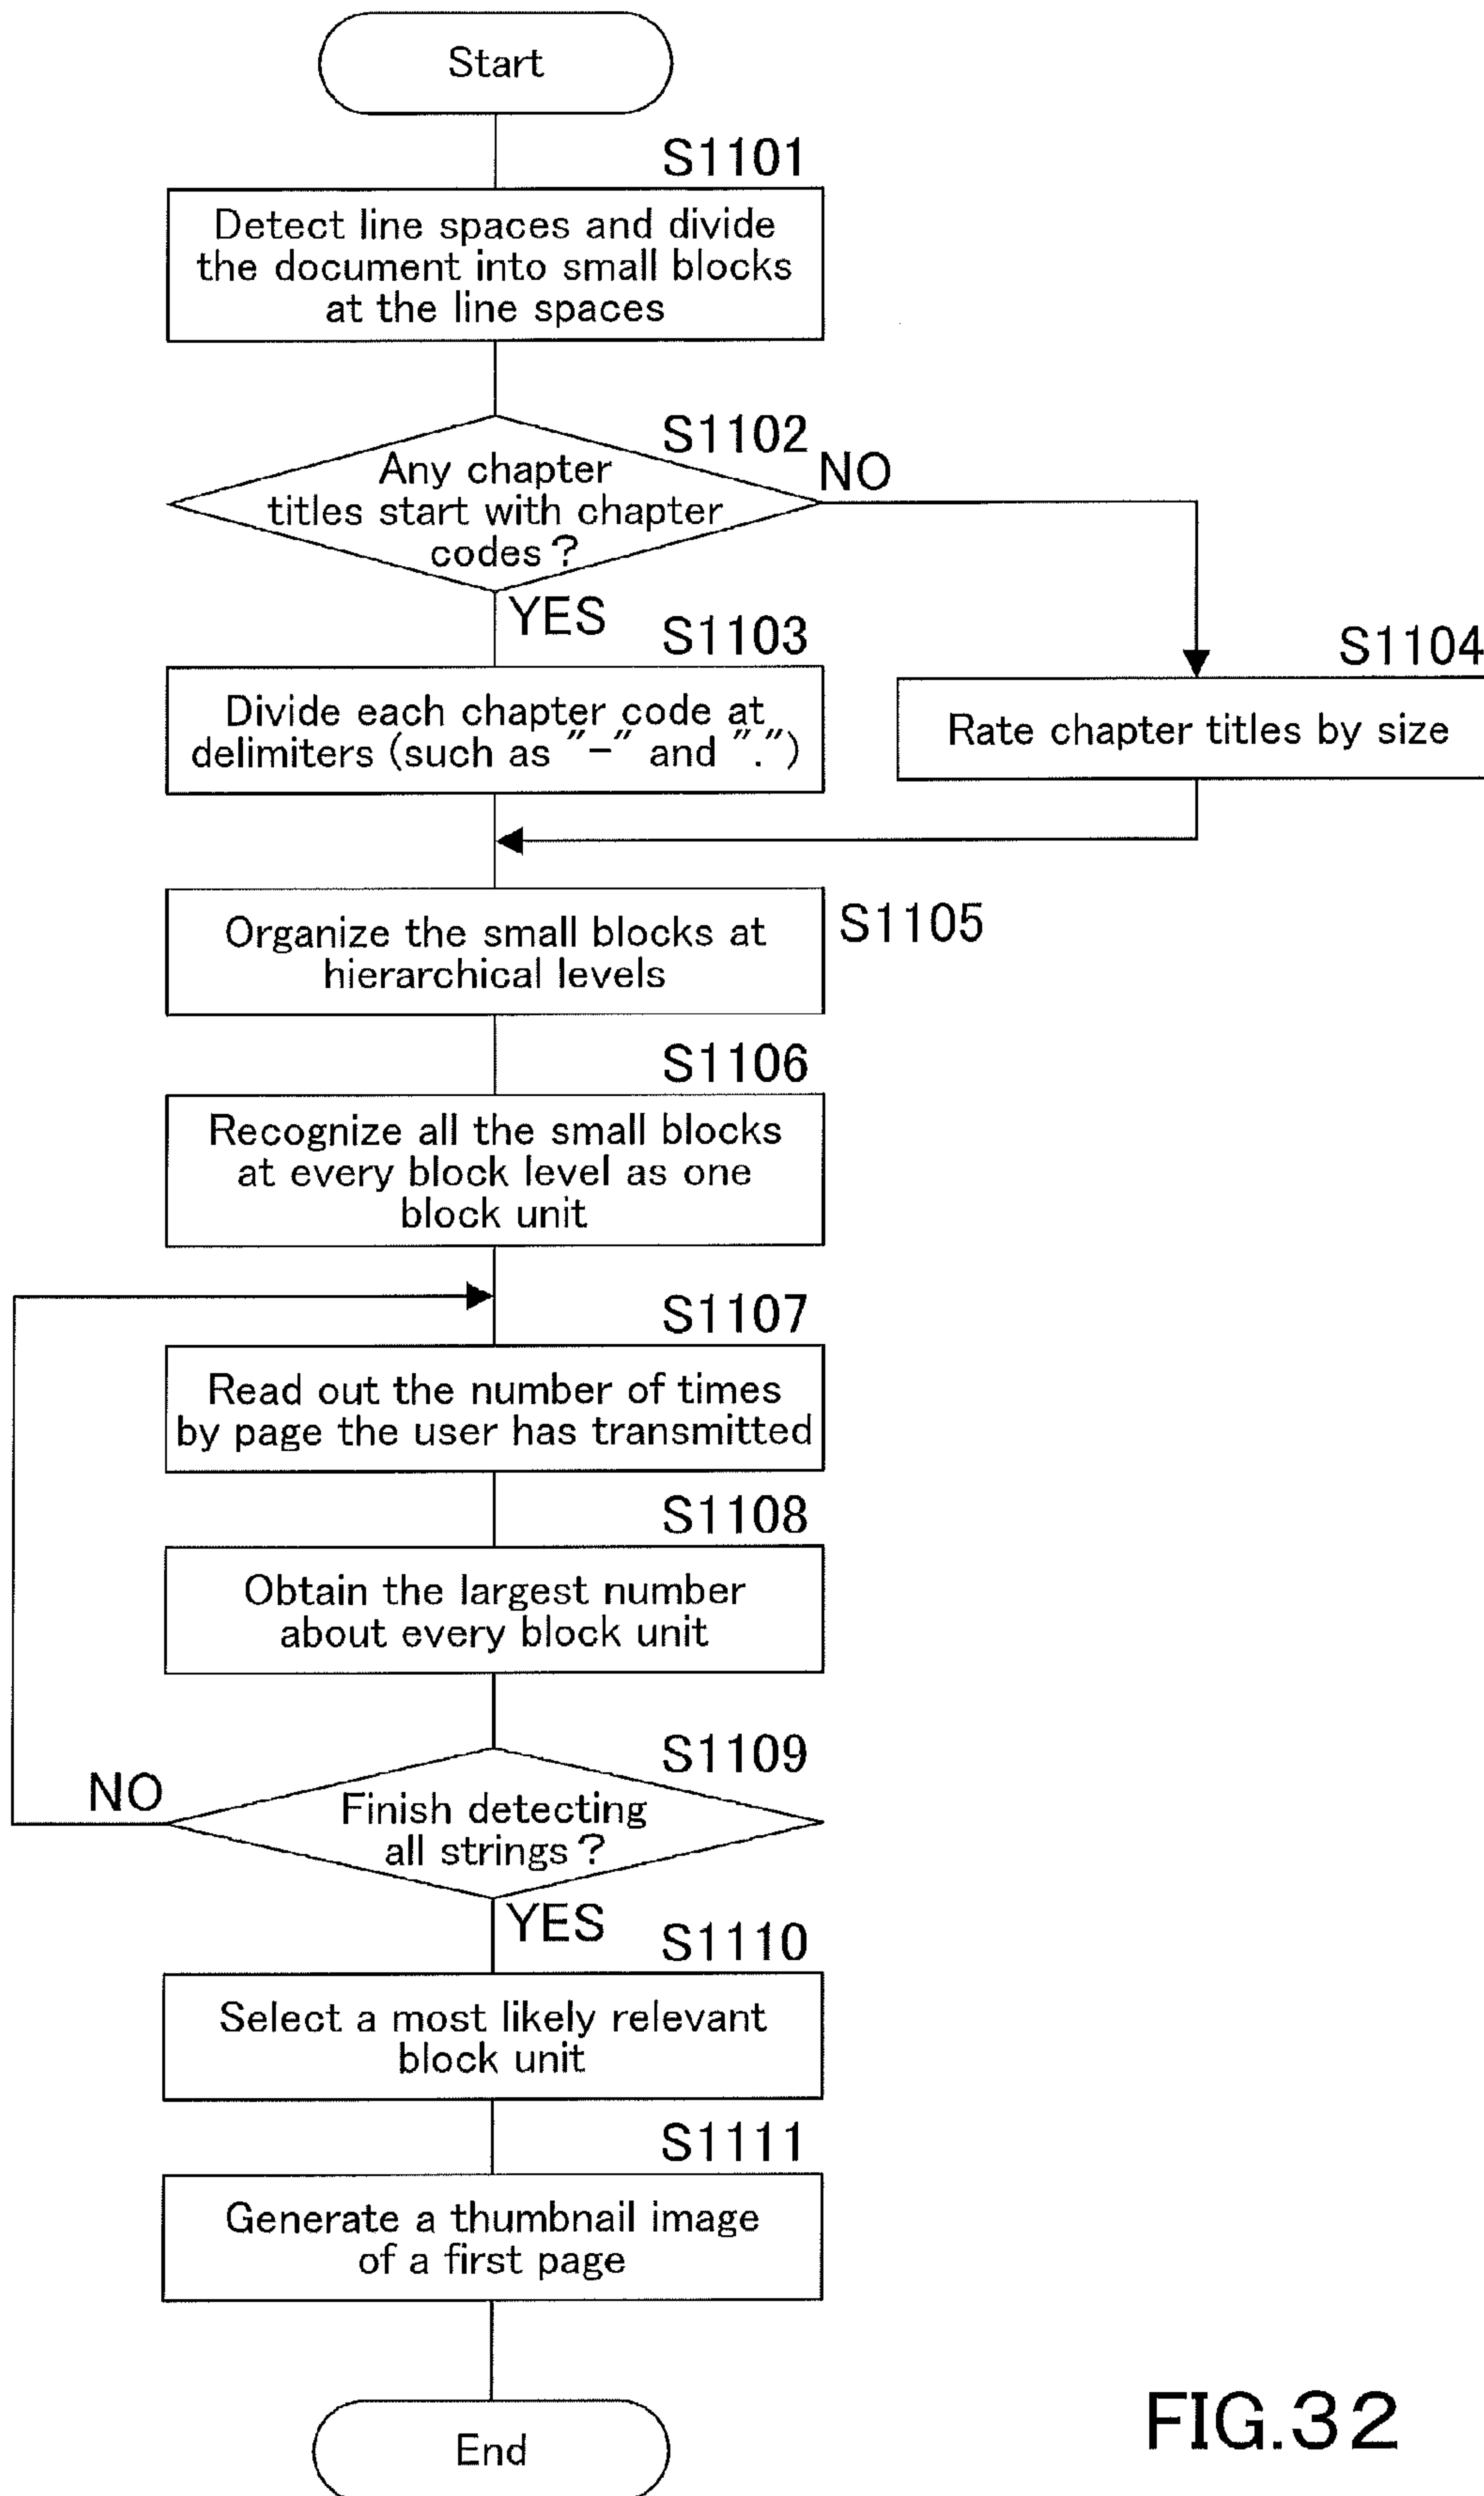 Start
S1101
Detect line spaces and divide
the document into small blocks
at the line spaces
S1102
Any chapter
titles start with chapter
codes?
NO
YES
S1103
Divide each chapter code at
delimiters (such as "-" and ".")
S1104
Rate chapter titles by size
Organize the small blocks at
hierarchical levels
S1105
S1106
Recognize all the small blocks
at every block level as one
block unit
S1107
Read out the number of times
by page the user has transmitted
S1108
Obtain the largest number
about every block unit
S1109
NO
Finish detecting
all strings?
YES
S1110
Select a most likely relevant
block unit
S1111
Generate a thumbnail image
of a first page
End
FIG.32